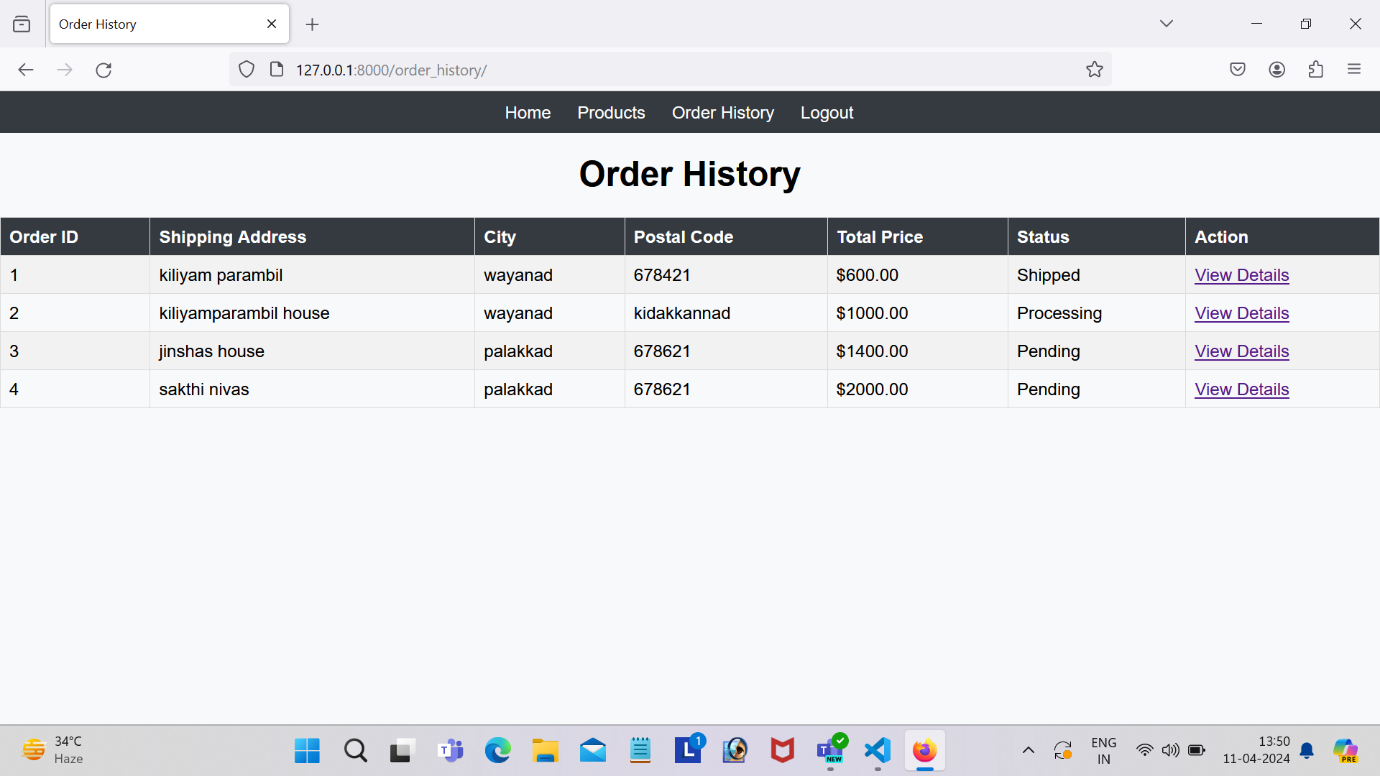 Order History
127.0.0.1:8000/order_history/
Home Products Order History Logout
Order History
Order ID Shipping Address City Postal Code Total Price Status Action
1 kiliyam parambil wayanad 678421 $600.00 Shipped View Details
2 kiliyamparambil house wayanad kidakkannad $1000.00 Processing View Details
3 jinshas house palakkad 678621 $1400.00 Pending View Details
4 sakthi nivas palakkad 678621 $2000.00 Pending View Details
34°C
Haze
T
L
1
T
NEW
ENG
IN
13:50
11-04-2024
PRE